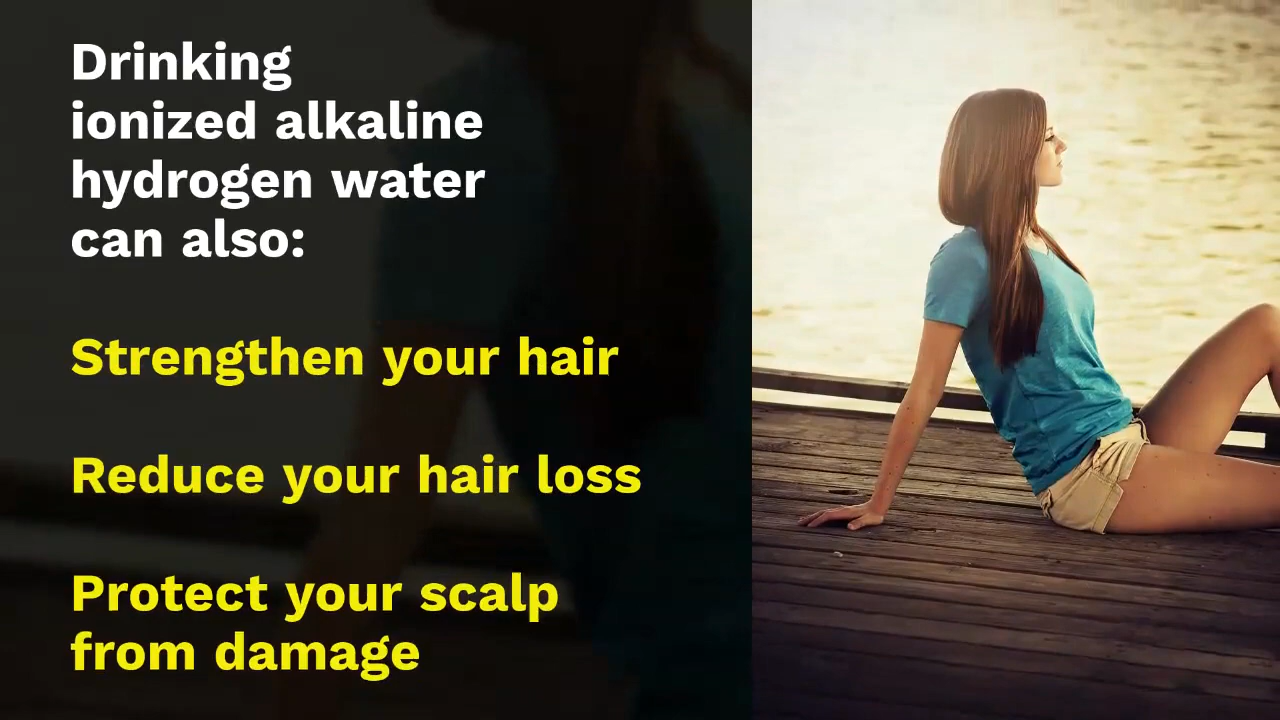 Drinking
ionized alkaline
hydrogen water
can also:
Strengthen your hair
Reduce your hair loss
Protect your scalp
from damage